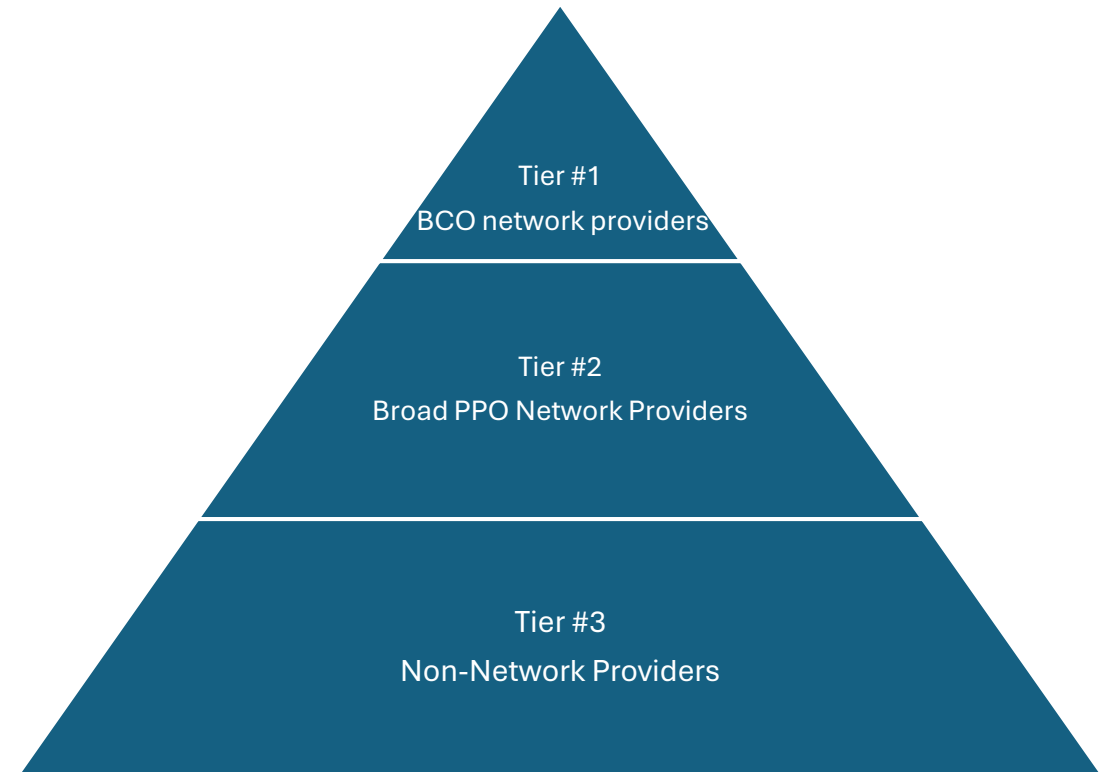 Tier #1
BCO network providers
Tier #2
Broad PPO Network Providers
Tier #3
Non-Network Providers